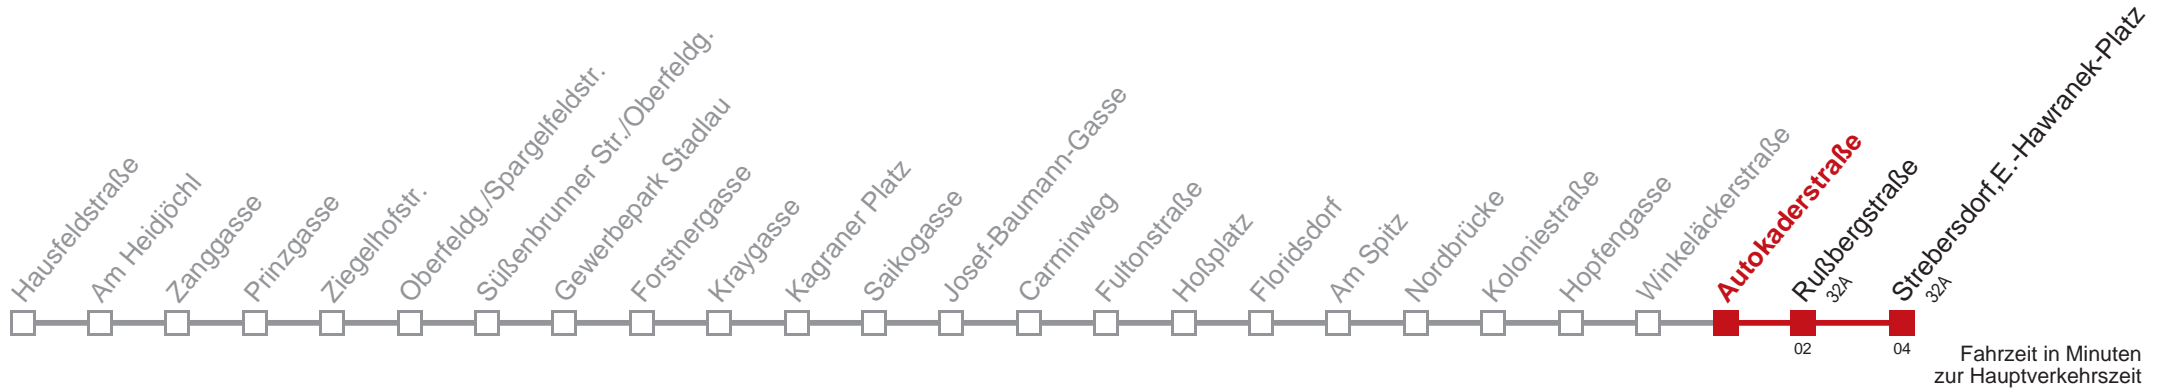 Hausfeldstraße
Am Heidjöchl
Zanggasse
Prinzgasse
Ziegelhofstr.
Oberfeldg./Spargelfeldstr.
Süßenbrunner Str./Oberfeldg.
Gewerbepark Stadlau
Forstnergasse
Kraygasse
Kagraner Platz
Saikogasse
Josef-Baumann-Gasse
Carminweg
Fultonstraße
Hoßplatz
Floridsdorf
Am Spitz
Nordbrücke
Koloniestraße
Hopfengasse
Winkeläckerstraße
Autokaderstraße
Rußbergstraße
32A
Strebersdorf,E.-Hawranek-Platz
32A
02
04
Fahrzeit in Minuten
zur Hauptverkehrszeit